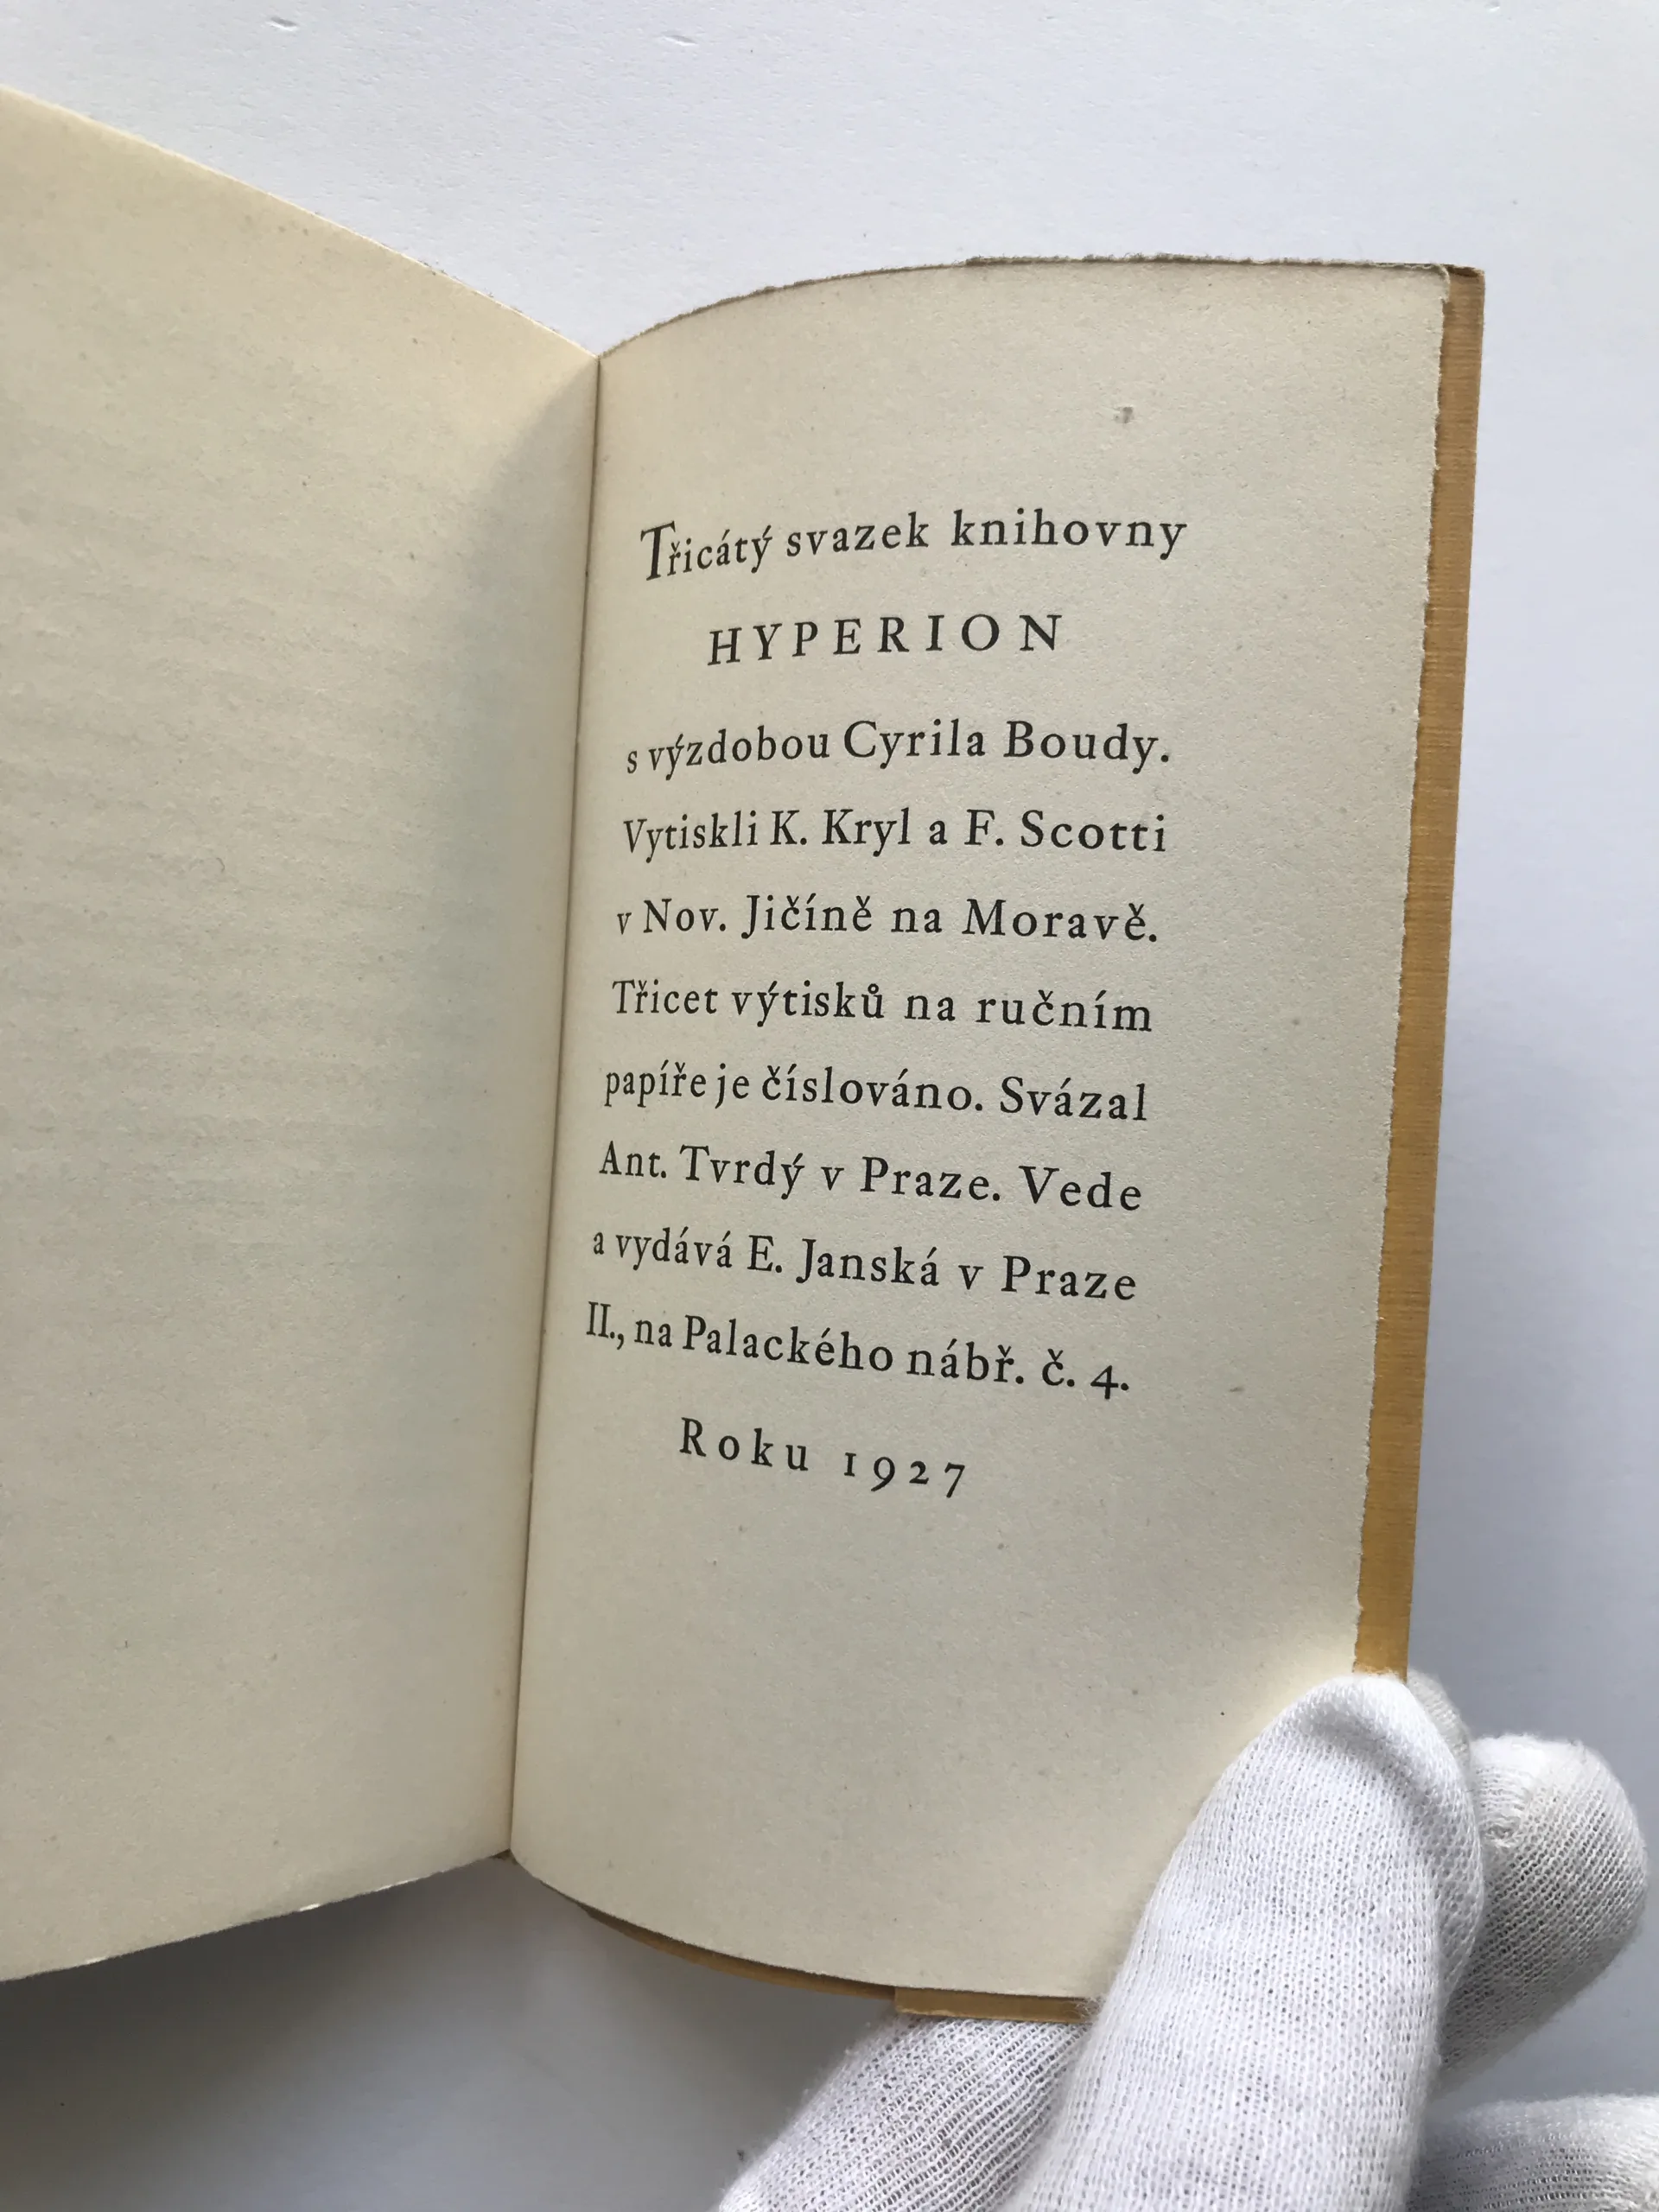 Třicátý svazek knihovny
HYPERION
s výzdobou Cyrila Boudy.
Vytiskli K. Kryl a F. Scotti
v Nov. Jičíně na Moravě.
Třicet výtisků na ručním
papíře je číslováno. Svázal
Ant. Tvrdý v Praze. Vede
a vydává E. Janská v Praze
II., na Palackého nábř. č. 4.
Roku 1927